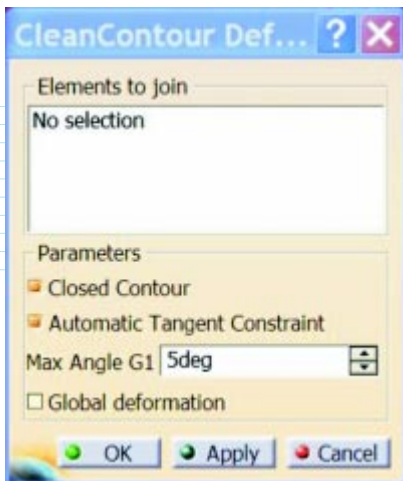 CleanContour Def...
Elements to join
No selection
Parameters
Closed Contour
Automatic Tangent Constraint
Max Angle G1 5deg
Global deformation
OK Apply Cancel